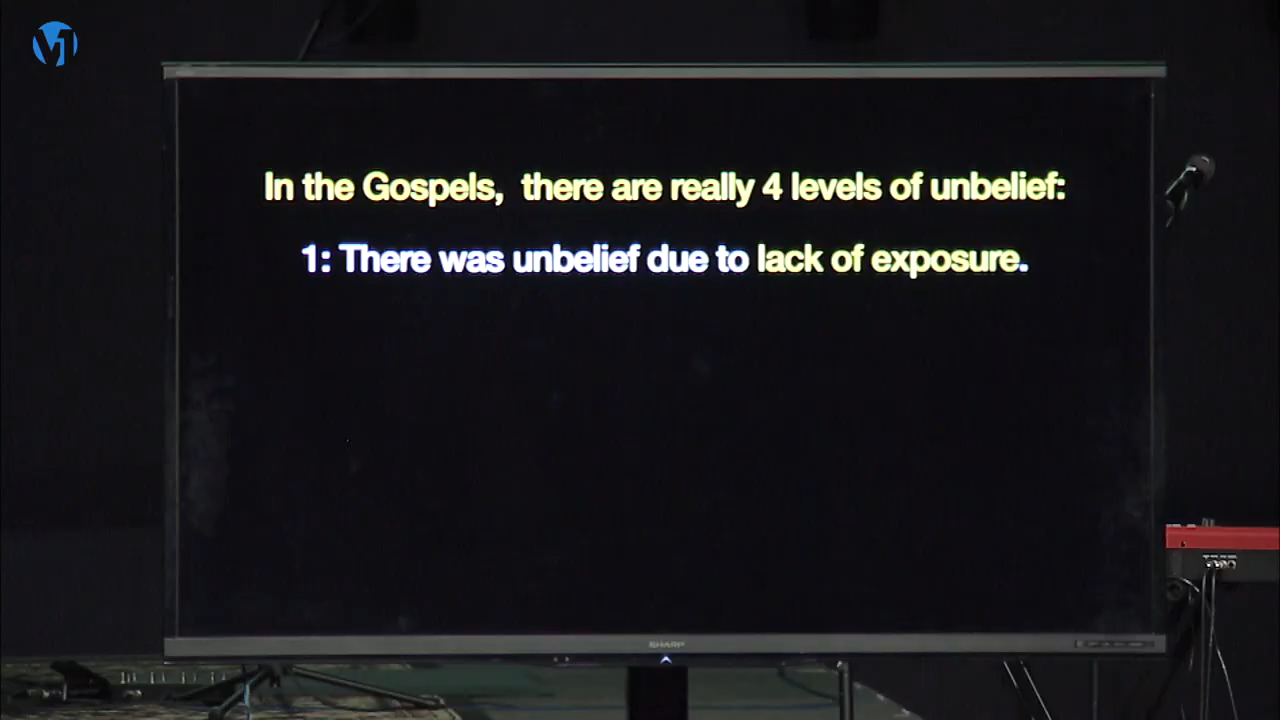 In the Gospels,  there are really 4 levels of unbelief:
1: There was unbelief due to lack of exposure.
SHARP